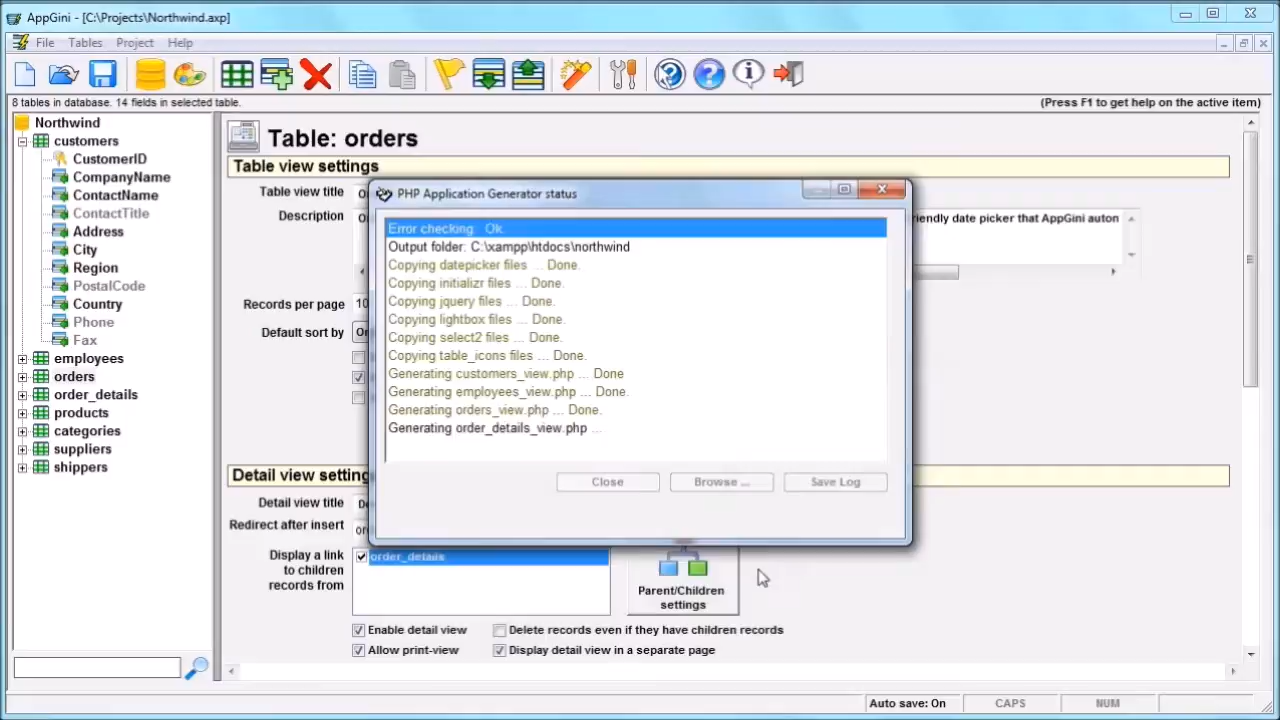 AppGini - [C:\Projects\Northwind.axp]
File Tables Project Help
8 tables in database. 14 fields in selected table.
(Press F1 to get help on the active item)
Northwind
customers
CustomerID
CompanyName
ContactName
ContactTitle
Address
City
Region
PostalCode
Country
Phone
Fax
employees
orders
order_details
products
categories
suppliers
shippers
Table: orders
Table view settings
Table view title
Description
riendly date picker that AppGini auton
Records per page 10
Default sort by
PHP Application Generator status
Error checking: Ok.
Output folder: C:\xampp\htdocs\northwind
Copying datepicker files ... Done.
Copying initializr files ... Done.
Copying jquery files ... Done.
Copying lightbox files ... Done.
Copying select2 files ... Done.
Copying table_icons files ... Done.
Generating customers_view.php ... Done
Generating employees_view.php ... Done.
Generating orders_view.php ... Done.
Generating order_details_view.php ...
Close Browse ... Save Log
Detail view setting
Detail view title
Redirect after insert
Display a link
to children
records from
order_details
Parent/Children
settings
Enable detail view
Delete records even if they have children records
Allow print-view
Display detail view in a separate page
Auto save: On CAPS NUM